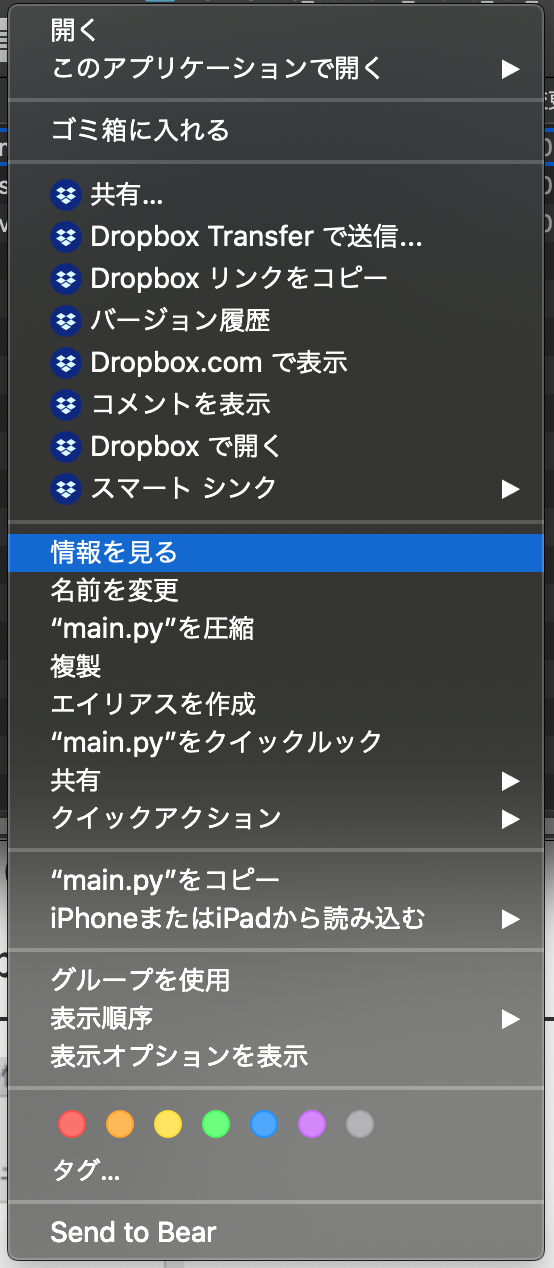 開く
このアプリケーションで開く
ゴミ箱に入れる
共有...
Dropbox Transfer で送信...
Dropbox リンクをコピー
バージョン履歴
Dropbox.com で表示
コメントを表示
Dropbox で開く
スマート シンク
情報を見る
名前を変更
“main.py”を圧縮
複製
エイリアスを作成
“main.py”をクイックルック
共有
クイックアクション
“main.py”をコピー
iPhoneまたはiPadから読み込む
グループを使用
表示順序
表示オプションを表示
タグ...
Send to Bear